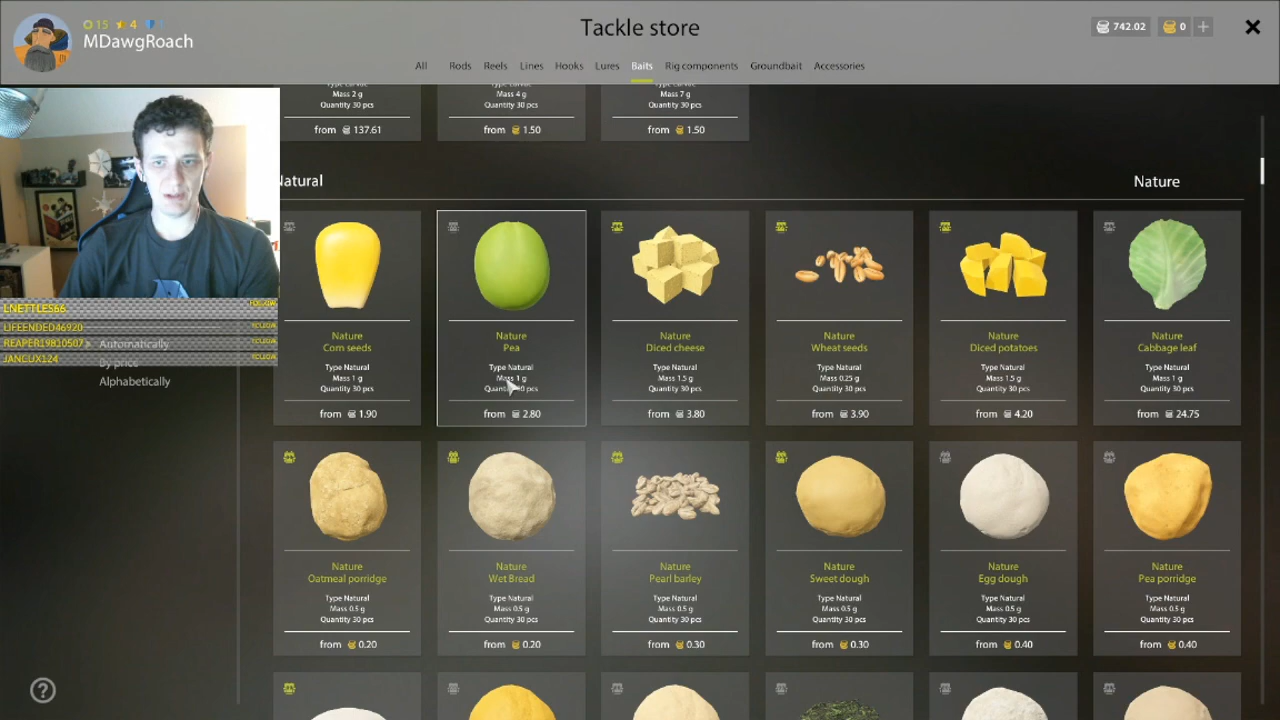 15 4
MDawgRoach
Tackle store
742.02 0 +
All Rods Reels Lines Hooks Lures Baits Rig components Groundbait Accessories
Mass 2 g
Quantity 30 pcs
from 137.61
Mass 4 g
Quantity 30 pcs
from 1.50
Mass 7 g
Quantity 30 pcs
from 1.50
Natural
Nature
LNETTLES66 FOLLOW
LIFEENDED46920 FOLLOW
REAPER19810507 FOLLOW
JANCUX124 FOLLOW
Automatically
By price
Alphabetically
Nature
Corn seeds
Type Natural
Mass 1 g
Quantity 30 pcs
from 1.90
Nature
Pea
Type Natural
Mass 1 g
Quantity 30 pcs
from 2.80
Nature
Diced cheese
Type Natural
Mass 1.5 g
Quantity 30 pcs
from 3.80
Nature
Wheat seeds
Type Natural
Mass 0.25 g
Quantity 30 pcs
from 3.90
Nature
Diced potatoes
Type Natural
Mass 1.5 g
Quantity 30 pcs
from 4.20
Nature
Cabbage leaf
Type Natural
Mass 1 g
Quantity 30 pcs
from 24.75
Nature
Oatmeal porridge
Type Natural
Mass 0.5 g
Quantity 30 pcs
from 0.20
Nature
Wet Bread
Type Natural
Mass 0.5 g
Quantity 30 pcs
from 0.20
Nature
Pearl barley
Type Natural
Mass 0.5 g
Quantity 30 pcs
from 0.30
Nature
Sweet dough
Type Natural
Mass 0.5 g
Quantity 30 pcs
from 0.30
Nature
Egg dough
Type Natural
Mass 0.5 g
Quantity 30 pcs
from 0.40
Nature
Pea porridge
Type Natural
Mass 0.5 g
Quantity 30 pcs
from 0.40
?